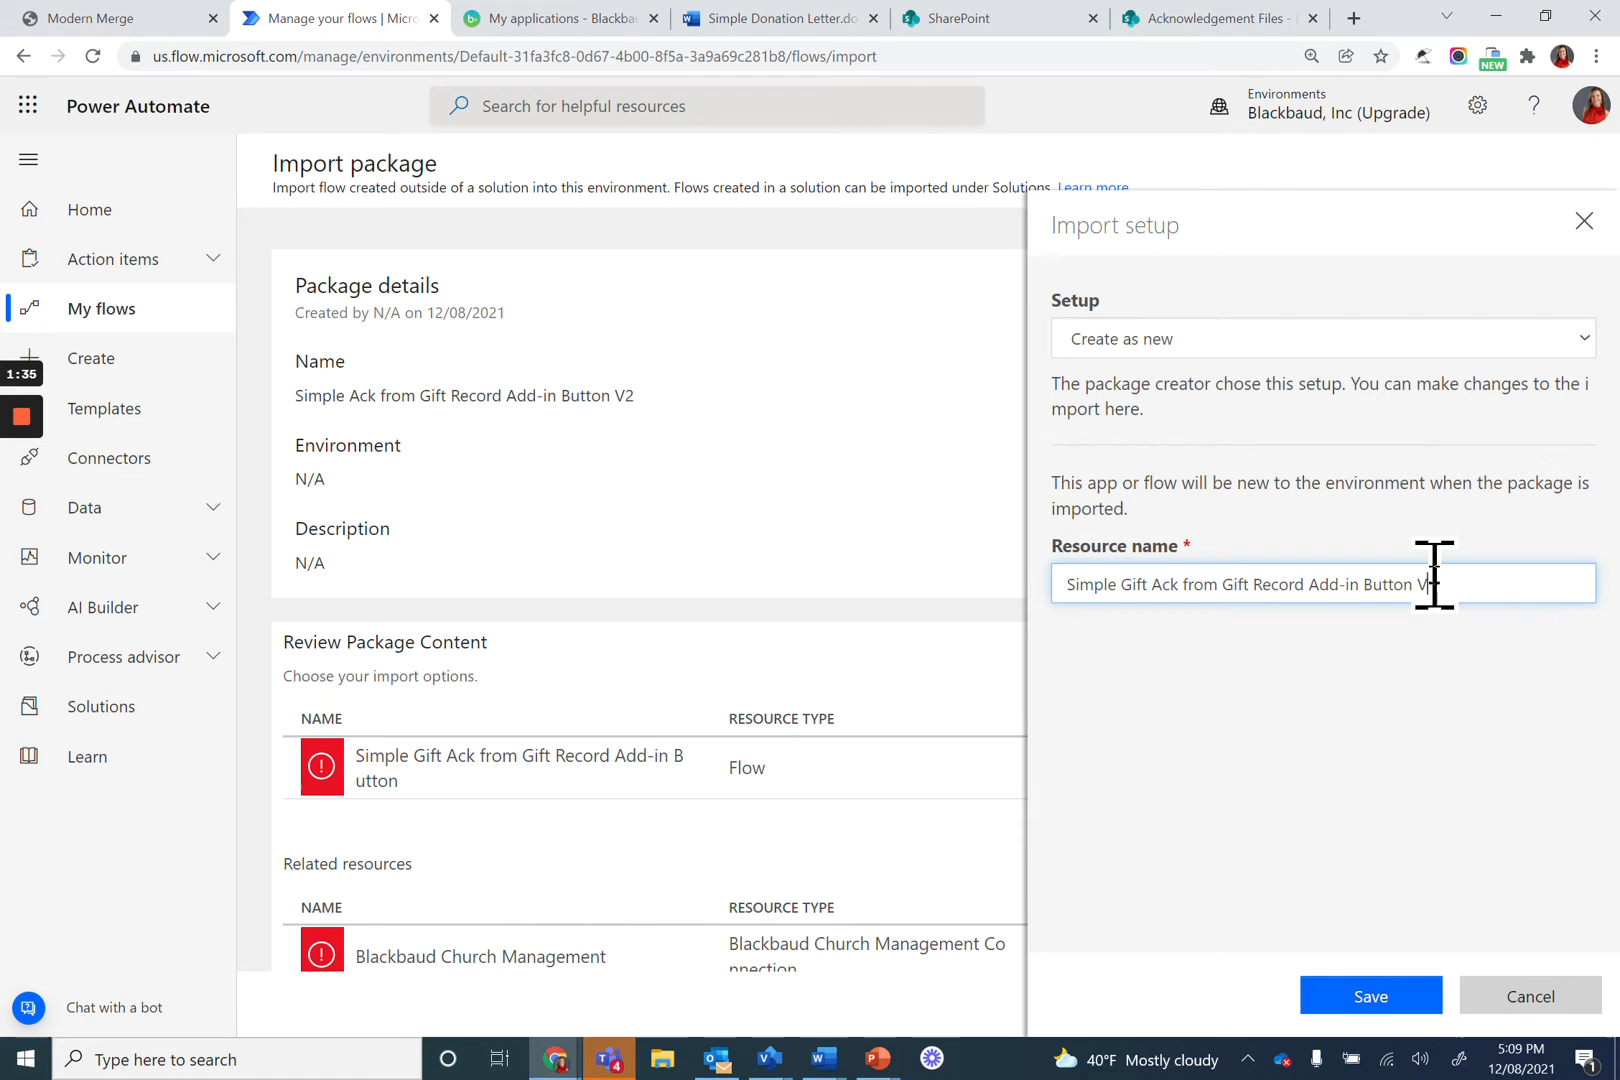 Modern Merge
Manage your flows | Micro
My applications - Blackba
Simple Donation Letter.do
SharePoint
Acknowledgement Files -
us.flow.microsoft.com/manage/environments/Default-31fa3fc8-0d67-4b00-8f5a-3a9a69c281b8/flows/import
NEW
Power Automate
Search for helpful resources
Environments
Blackbaud, Inc (Upgrade)
Home
Action items
My flows
Create
1:35
Templates
Connectors
Data
Monitor
AI Builder
Process advisor
Solutions
Learn
Chat with a bot
Import package
Import flow created outside of a solution into this environment. Flows created in a solution can be imported under Solutions. Learn more
Package details
Created by N/A on 12/08/2021
Name
Simple Ack from Gift Record Add-in Button V2
Environment
N/A
Description
N/A
Review Package Content
Choose your import options.
NAME RESOURCE TYPE
Simple Gift Ack from Gift Record Add-in B
utton
Flow
Related resources
NAME RESOURCE TYPE
Blackbaud Church Management
Blackbaud Church Management Co
nnection
Import setup
Setup
Create as new
The package creator chose this setup. You can make changes to the i
mport here.
This app or flow will be new to the environment when the package is
imported.
Resource name *
Simple Gift Ack from Gift Record Add-in Button V
Save
Cancel
Type here to search
4
40°F Mostly cloudy
5:09 PM
12/08/2021
1